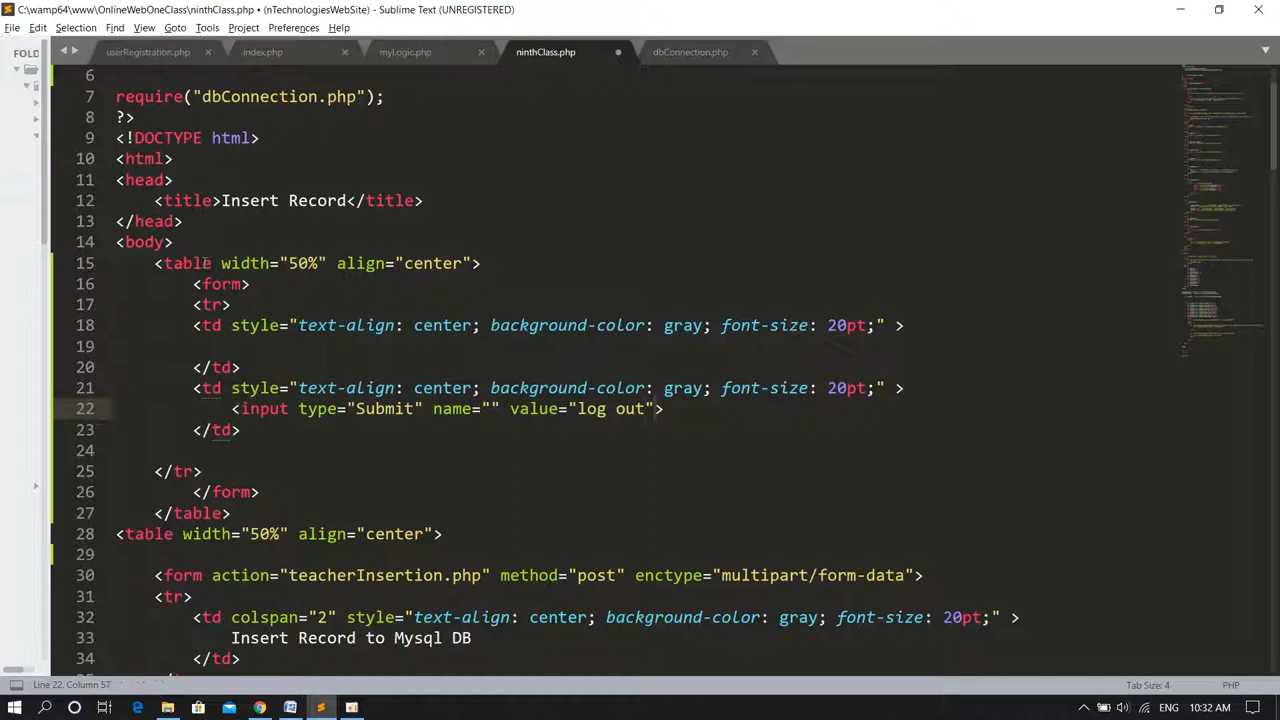 C:\wamp64\www\OnlineWebOneClass\ninthClass.php • (nTechnologiesWebSite) - Sublime Text (UNREGISTERED)
File Edit Selection Find View Goto Tools Project Preferences Help
FOLD
userRegistration.php index.php myLogic.php ninthClass.php dbConnection.php
6
7 require("dbConnection.php");
8 ?>
9 <!DOCTYPE html>
10 <html>
11 <head>
12 <title>Insert Record</title>
13 </head>
14 <body>
15 <table width="50%" align="center">
16 <form>
17 <tr>
18 <td style="text-align: center; background-color: gray; font-size: 20pt;" >
19
20 </td>
21 <td style="text-align: center; background-color: gray; font-size: 20pt;" >
22 <input type="Submit" name="" value="log out">
23 </td>
24
25 </tr>
26 </form>
27 </table>
28 <table width="50%" align="center">
29
30 <form action="teacherInsertion.php" method="post" enctype="multipart/form-data">
31 <tr>
32 <td colspan="2" style="text-align: center; background-color: gray; font-size: 20pt;" >
33 Insert Record to Mysql DB
34 </td>
Line 22, Column 57 Tab Size: 4 PHP
10:32 AM